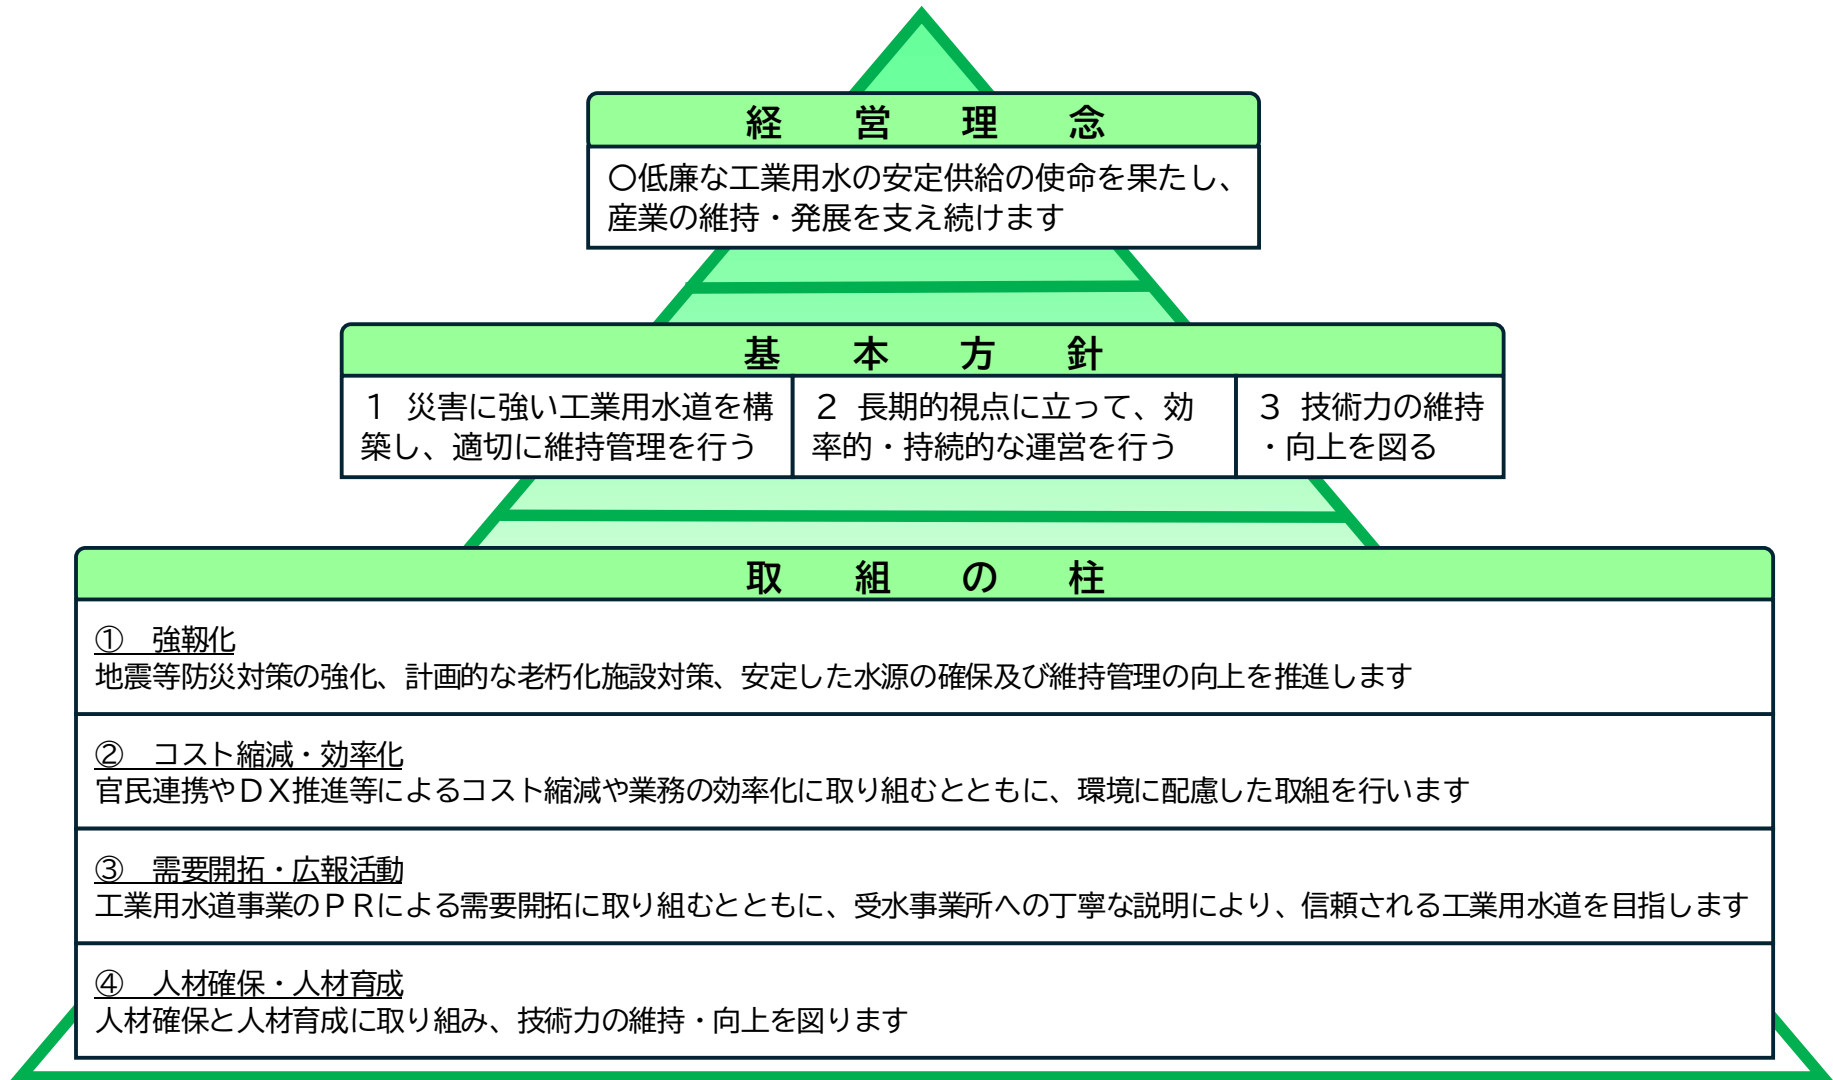 経営理念
○低廉な工業用水の安定供給の使命を果たし、
産業の維持・発展を支え続けます
基本方針
１ 災害に強い工業用水道を構
築し、適切に維持管理を行う
２ 長期的視点に立って、効
率的・持続的な運営を行う
３ 技術力の維持
・向上を図る
取組の柱
①　強靱化
地震等防災対策の強化、計画的な老朽化施設対策、安定した水源の確保及び維持管理の向上を推進します
②　コスト縮減・効率化
官民連携やＤＸ推進等によるコスト縮減や業務の効率化に取り組むとともに、環境に配慮した取組を行います
③　需要開拓・広報活動
工業用水道事業のＰＲによる需要開拓に取り組むとともに、受水事業所への丁寧な説明により、信頼される工業用水道を目指します
④　人材確保・人材育成
人材確保と人材育成に取り組み、技術力の維持・向上を図ります